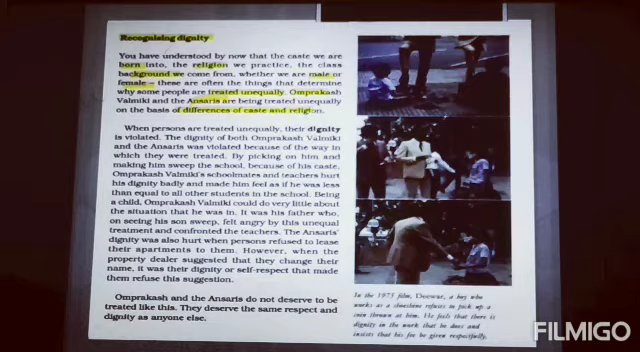 Recognising dignity
You have understood by now that the caste we are
born into, the religion we practice, the class
background we come from, whether we are male or
female – these are often the things that determine
why some people are treated unequally. Omprakash
Valmiki and the Ansaris are being treated unequally
on the basis of differences of caste and religion.
When persons are treated unequally, their dignity
is violated. The dignity of both Omprakash Valmiki
and the Ansaris was violated because of the way in
which they were treated. By picking on him and
making him sweep the school, because of his caste,
Omprakash Valmiki's schoolmates and teachers hurt
his dignity badly and made him feel as if he was less
than equal to all other students in the school. Being
a child, Omprakash Valmiki could do very little about
the situation that he was in. It was his father who,
on seeing his son sweep, felt angry by this unequal
treatment and confronted the teachers. The Ansaris'
dignity was also hurt when persons refused to lease
their apartments to them. However, when the
property dealer suggested that they change their
name, it was their dignity or self-respect that made
them refuse this suggestion.
Omprakash and the Ansaris do not deserve to be
treated like this. They deserve the same respect and
dignity as anyone else.
In the 1975 film, Deewar, a boy who
works as a shoeshine refuses to pick up a
coin thrown at him. He feels that there is
dignity in the work that he does and
insists that his fee be given respectfully.
FILMIGO